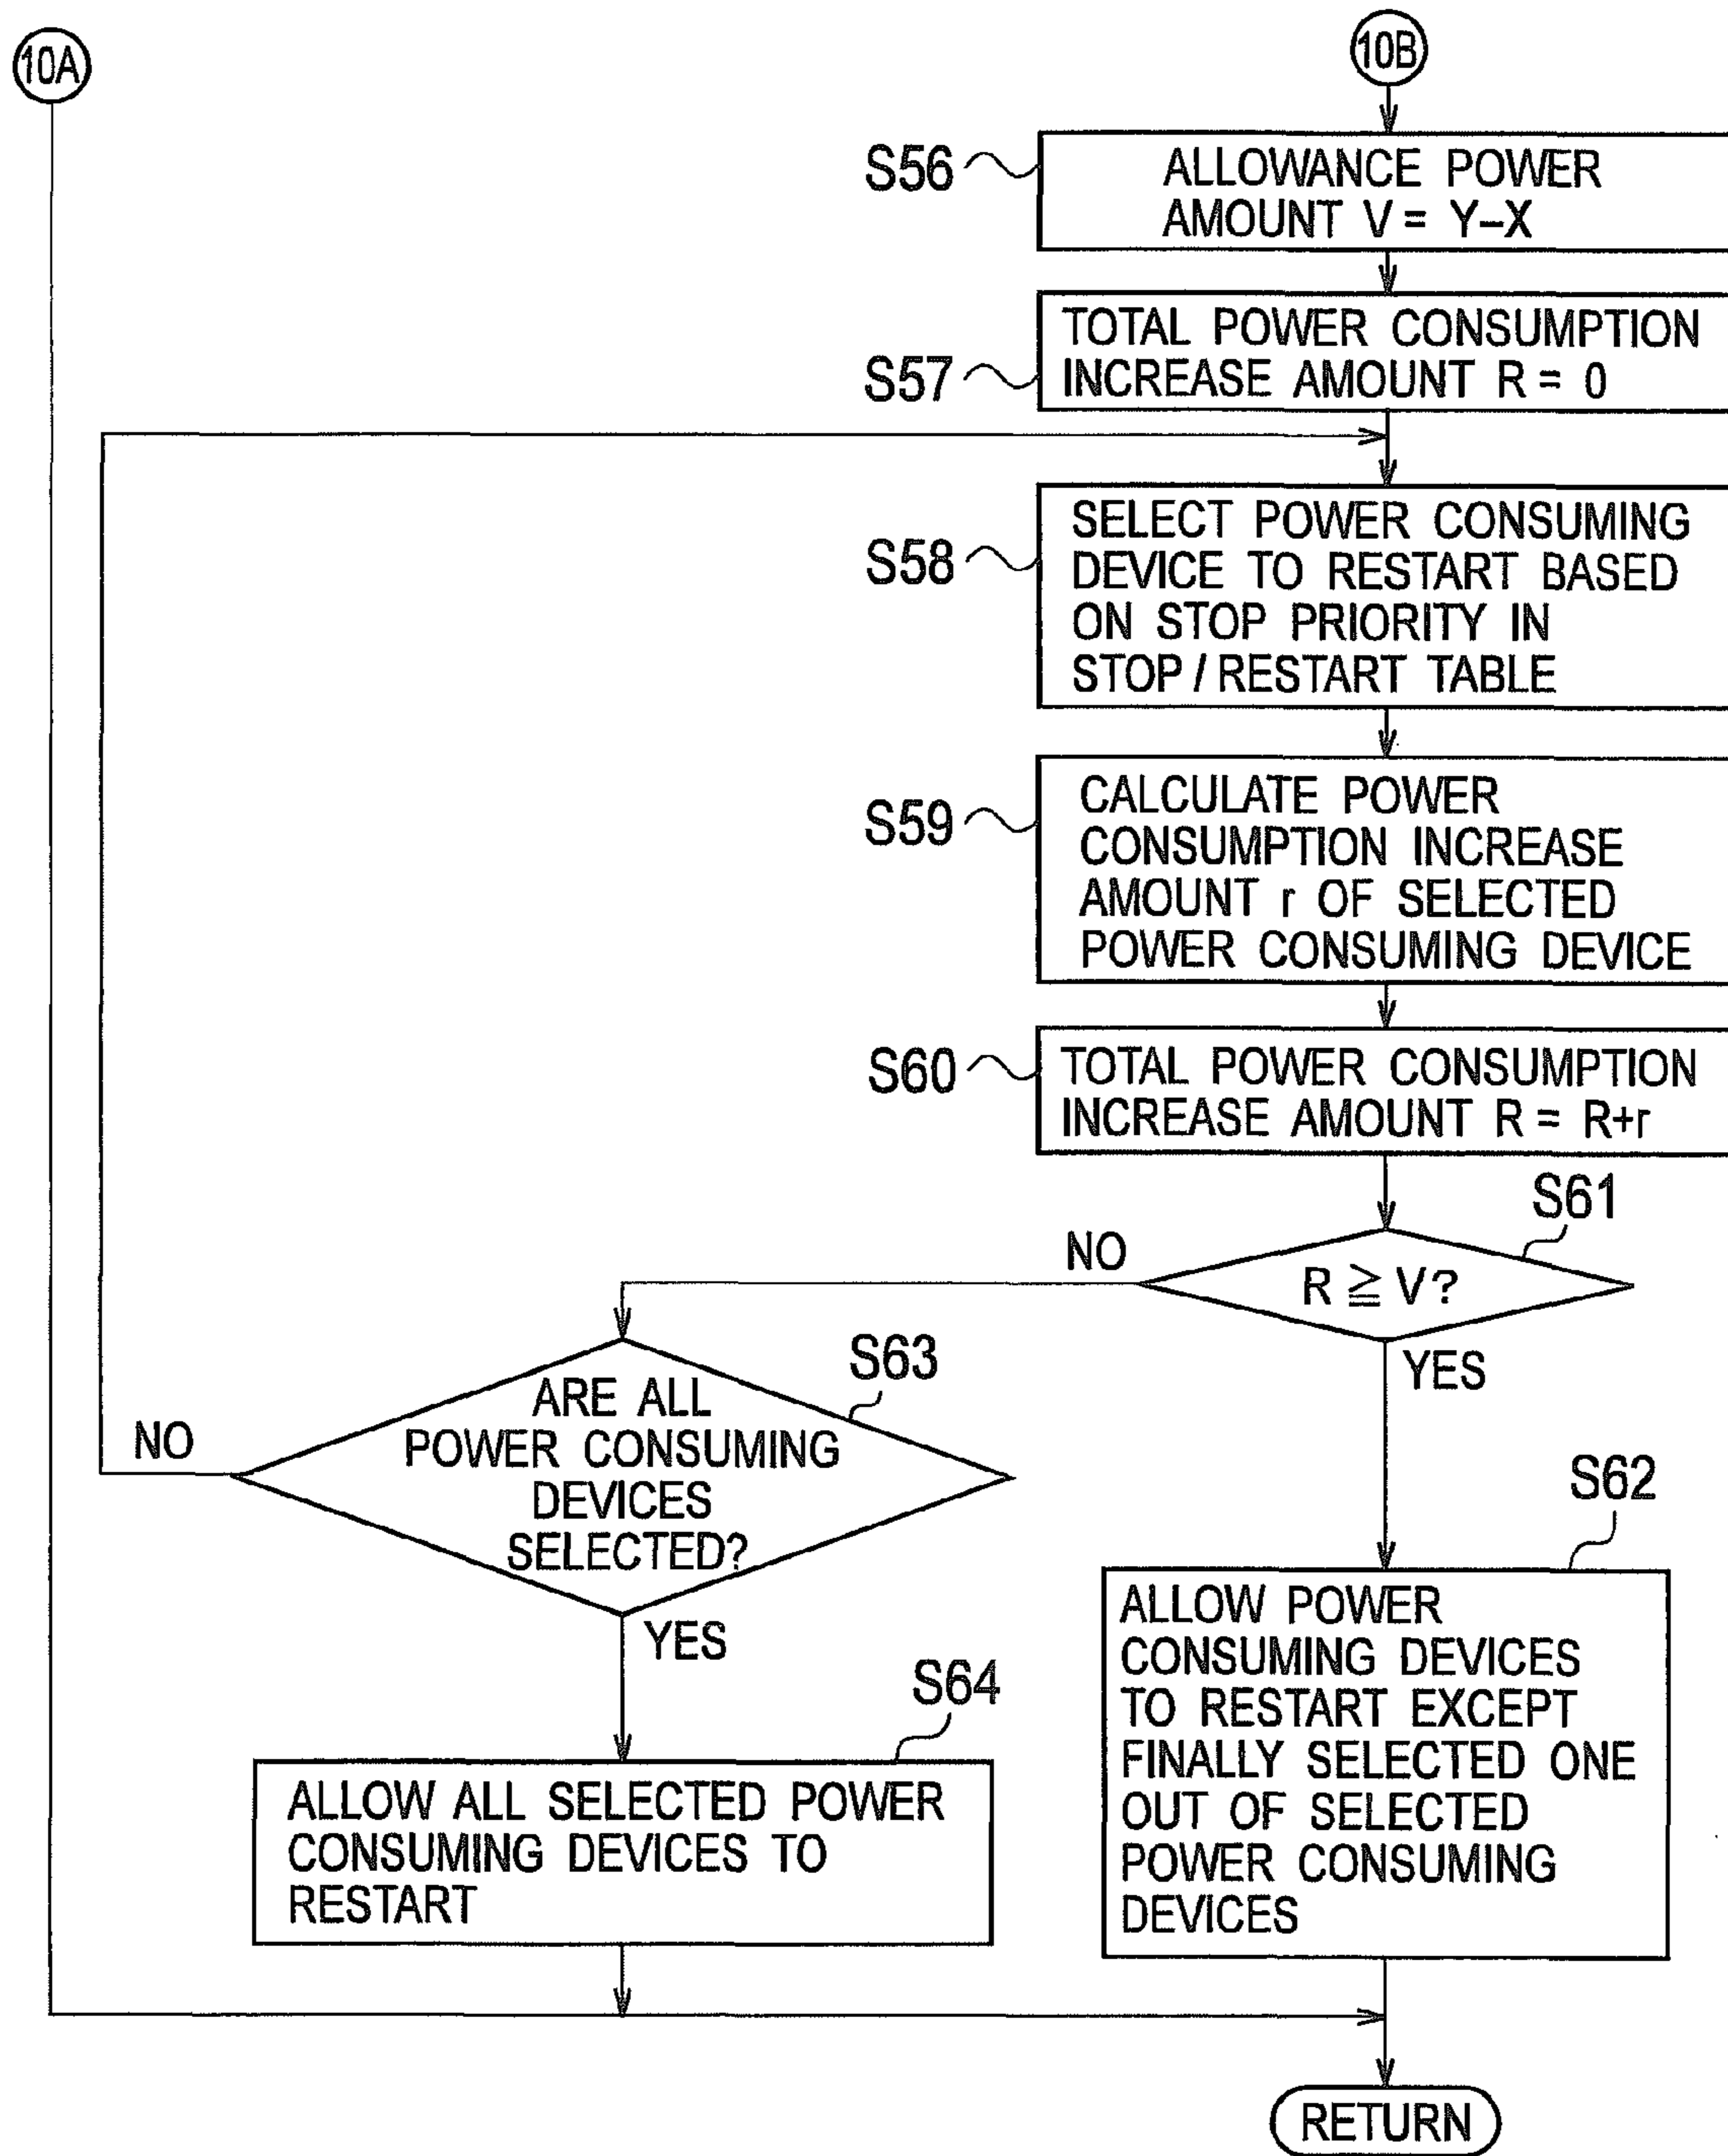 10A
10B
S56
ALLOWANCE POWER
AMOUNT V = Y–X
S57
TOTAL POWER CONSUMPTION
INCREASE AMOUNT R = 0
S58
SELECT POWER CONSUMING
DEVICE TO RESTART BASED
ON STOP PRIORITY IN
STOP / RESTART TABLE
S59
CALCULATE POWER
CONSUMPTION INCREASE
AMOUNT r OF SELECTED
POWER CONSUMING DEVICE
S60
TOTAL POWER CONSUMPTION
INCREASE AMOUNT R = R+r
S61
R ≧ V?
NO
YES
S63
ARE ALL
POWER CONSUMING
DEVICES
SELECTED?
NO
YES
S62
ALLOW POWER
CONSUMING DEVICES
TO RESTART EXCEPT
FINALLY SELECTED ONE
OUT OF SELECTED
POWER CONSUMING
DEVICES
S64
ALLOW ALL SELECTED POWER
CONSUMING DEVICES TO
RESTART
RETURN